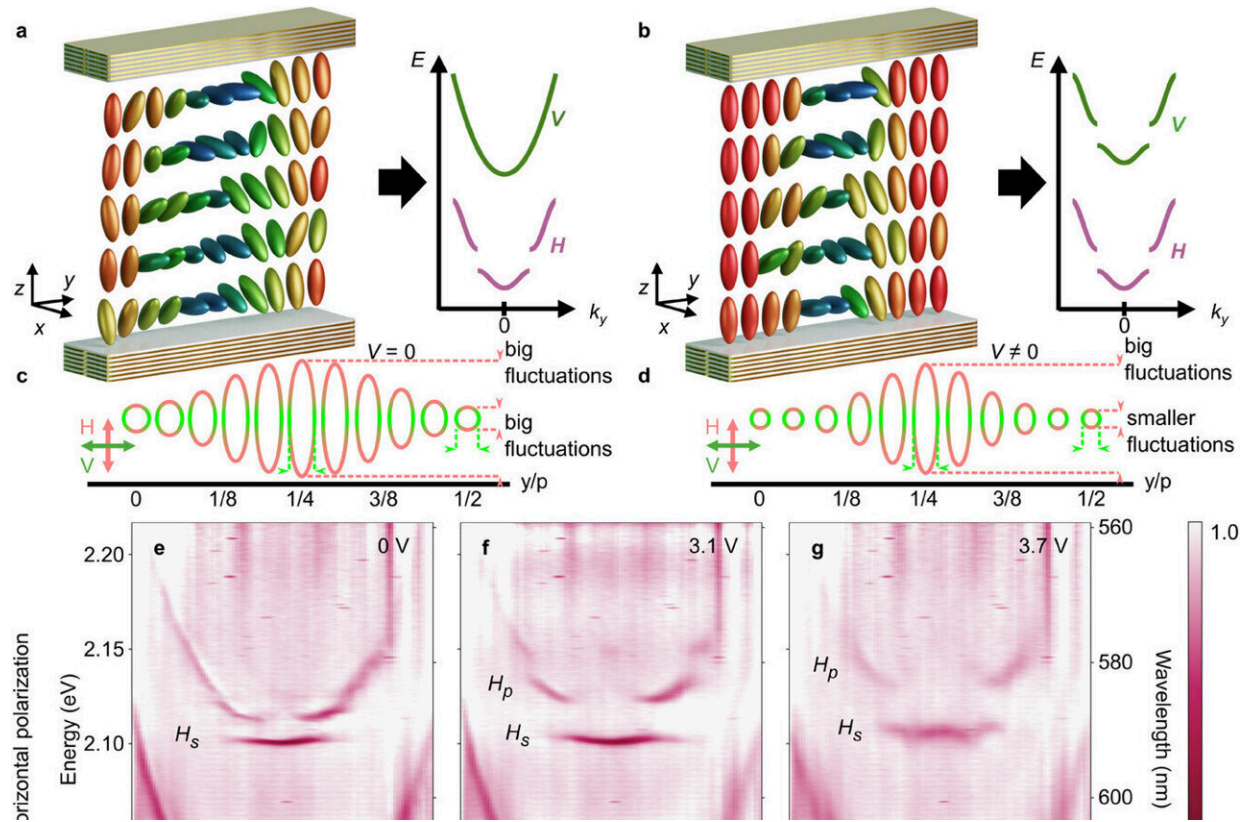 a
E
V
H
z
y
x
0
k_y
b
E
V
H
z
y
x
0
k_y
c
V = 0
big
fluctuations
H
V
big
fluctuations
y/p
0 1/8 1/4 3/8 1/2
d
V ≠ 0
big
fluctuations
H
V
smaller
fluctuations
y/p
0 1/8 1/4 3/8 1/2
orizontal polarization
Energy (eV)
2.20
2.15
2.10
e 0 V
H_s
f 3.1 V
H_p
H_s
g 3.7 V
H_p
H_s
560
580
600
Wavelength (nm)
1.0